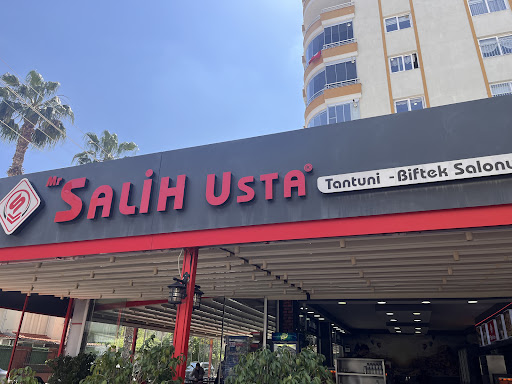 Mr SALİH USTA®
Tantuni - Biftek Salonu